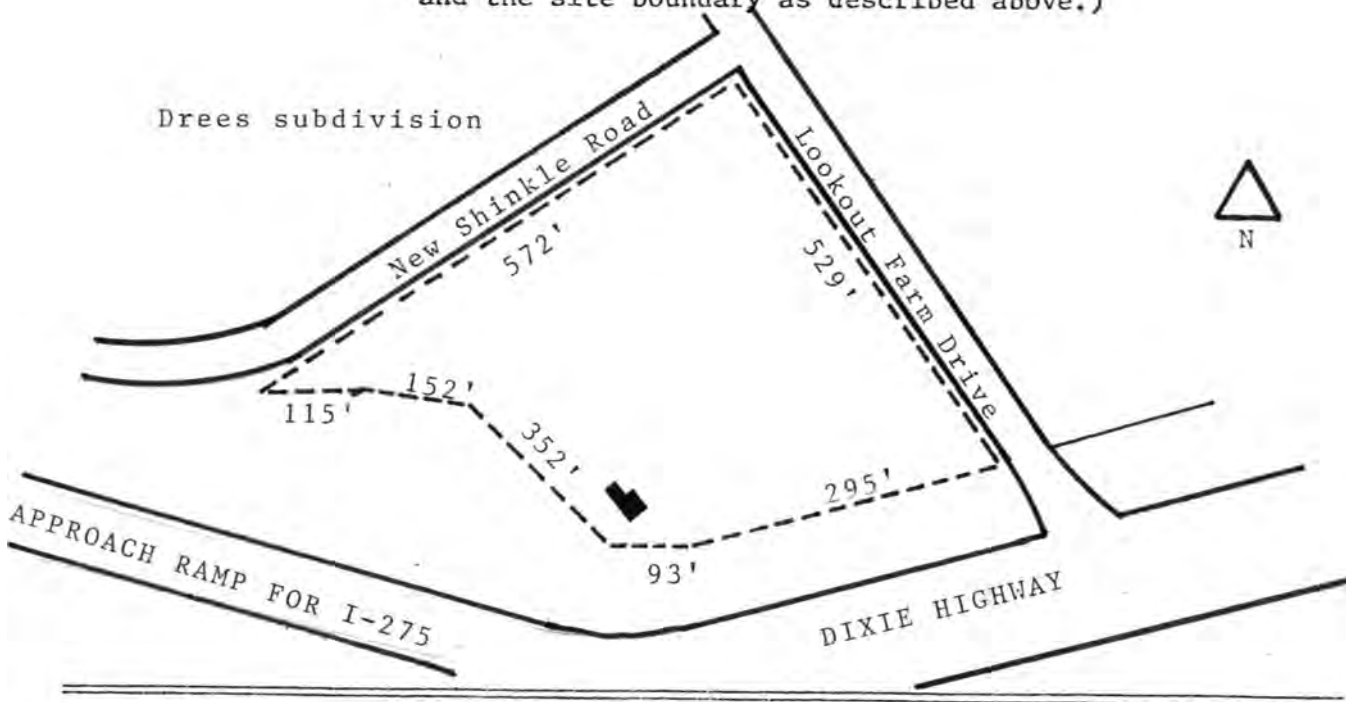 and the site boundary as described above.)
Drees subdivision
New Shinkle Road
572'
Lookout Farm Drive
529'
N
115'
152'
352'
295'
93'
APPROACH RAMP FOR I-275
DIXIE HIGHWAY